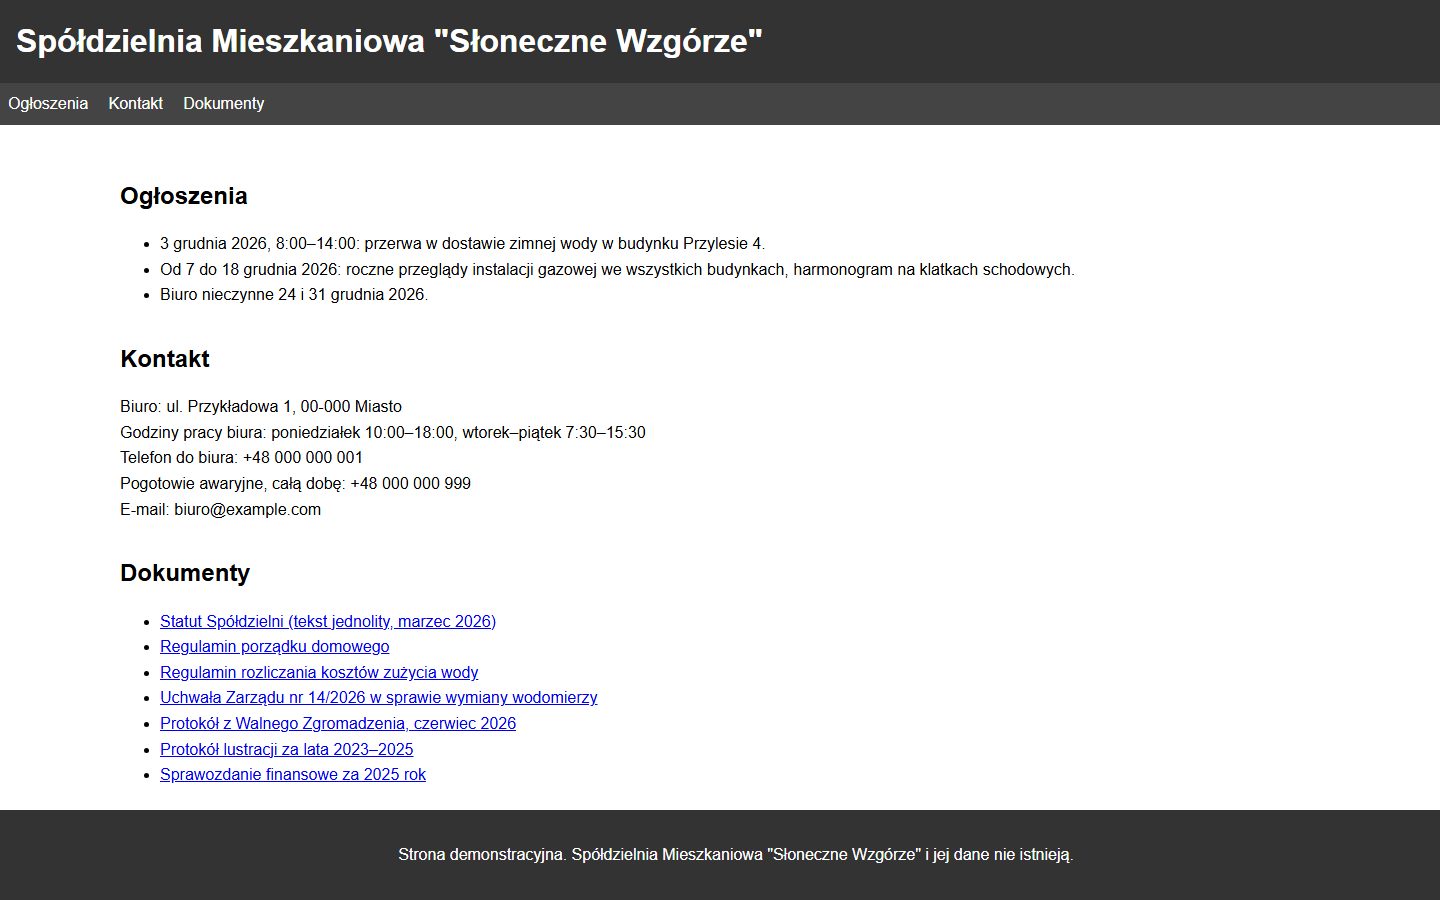 Spółdzielnia Mieszkaniowa "Słoneczne Wzgórze"
Ogłoszenia Kontakt Dokumenty
Ogłoszenia
3 grudnia 2026, 8:00–14:00: przerwa w dostawie zimnej wody w budynku Przylesie 4.
Od 7 do 18 grudnia 2026: roczne przeglądy instalacji gazowej we wszystkich budynkach, harmonogram na klatkach schodowych.
Biuro nieczynne 24 i 31 grudnia 2026.
Kontakt
Biuro: ul. Przykładowa 1, 00-000 Miasto
Godziny pracy biura: poniedziałek 10:00–18:00, wtorek–piątek 7:30–15:30
Telefon do biura: +48 000 000 001
Pogotowie awaryjne, całą dobę: +48 000 000 999
E-mail: biuro@example.com
Dokumenty
Statut Spółdzielni (tekst jednolity, marzec 2026)
Regulamin porządku domowego
Regulamin rozliczania kosztów zużycia wody
Uchwała Zarządu nr 14/2026 w sprawie wymiany wodomierzy
Protokół z Walnego Zgromadzenia, czerwiec 2026
Protokół lustracji za lata 2023–2025
Sprawozdanie finansowe za 2025 rok
Strona demonstracyjna. Spółdzielnia Mieszkaniowa "Słoneczne Wzgórze" i jej dane nie istnieją.